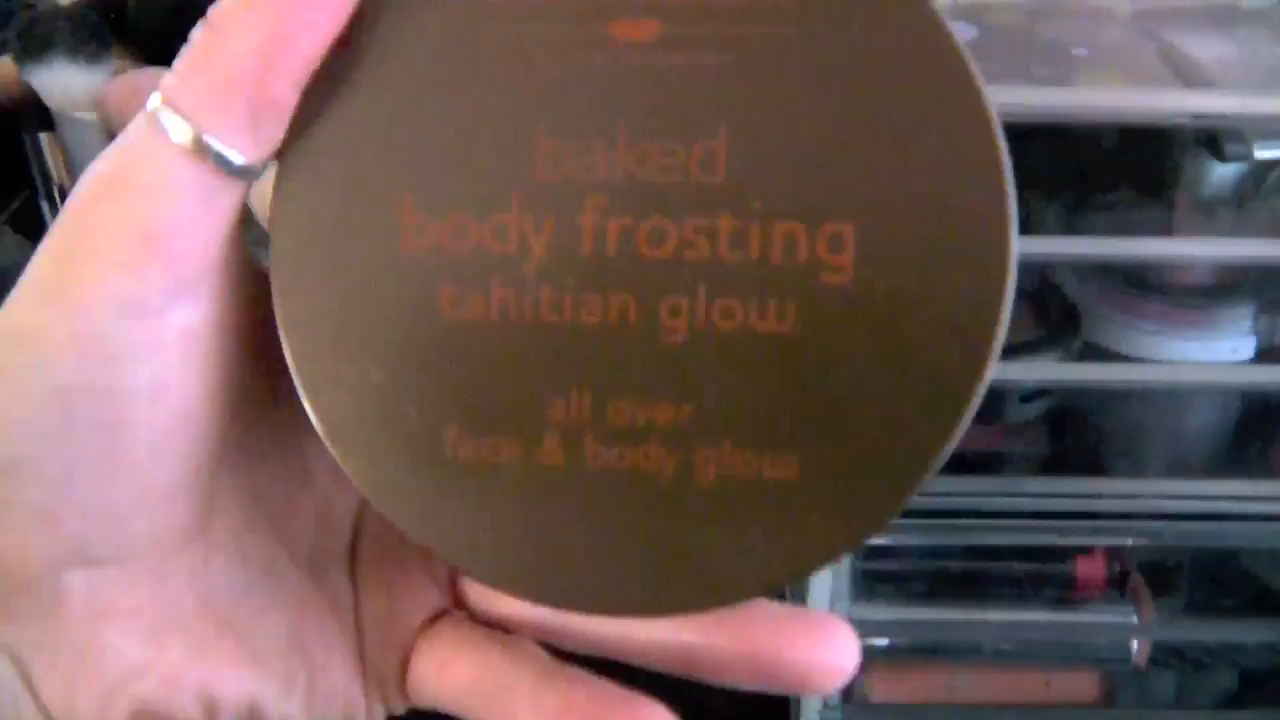 baked
body frosting
tahitian glow
all over
face & body glow